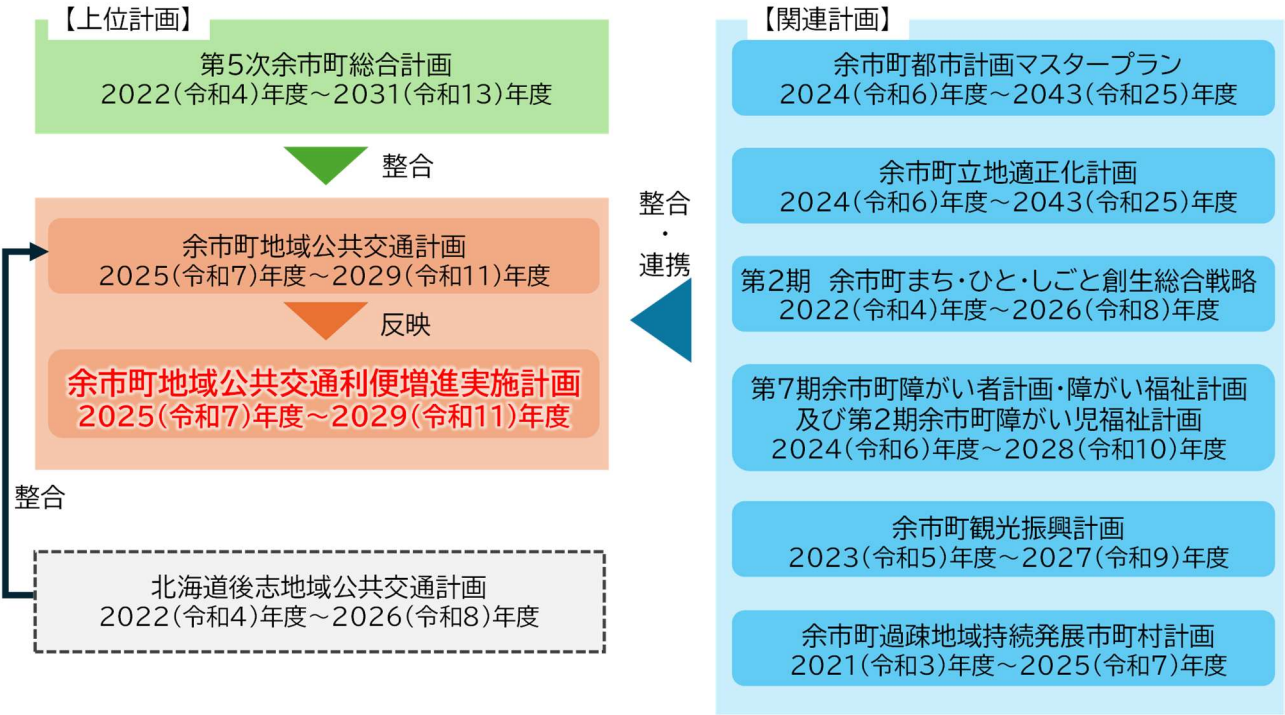 【上位計画】
第5次余市町総合計画
2022(令和4)年度～2031(令和13)年度
整合
余市町地域公共交通計画
2025(令和7)年度～2029(令和11)年度
反映
余市町地域公共交通利便増進実施計画
2025(令和7)年度～2029(令和11)年度
整合
北海道後志地域公共交通計画
2022(令和4)年度～2026(令和8)年度
整合
・
連携
【関連計画】
余市町都市計画マスタープラン
2024(令和6)年度～2043(令和25)年度
余市町立地適正化計画
2024(令和6)年度～2043(令和25)年度
第2期　余市町まち・ひと・しごと創生総合戦略
2022(令和4)年度～2026(令和8)年度
第7期余市町障がい者計画・障がい福祉計画
及び第2期余市町障がい児福祉計画
2024(令和6)年度～2028(令和10)年度
余市町観光振興計画
2023(令和5)年度～2027(令和9)年度
余市町過疎地域持続発展市町村計画
2021(令和3)年度～2025(令和7)年度